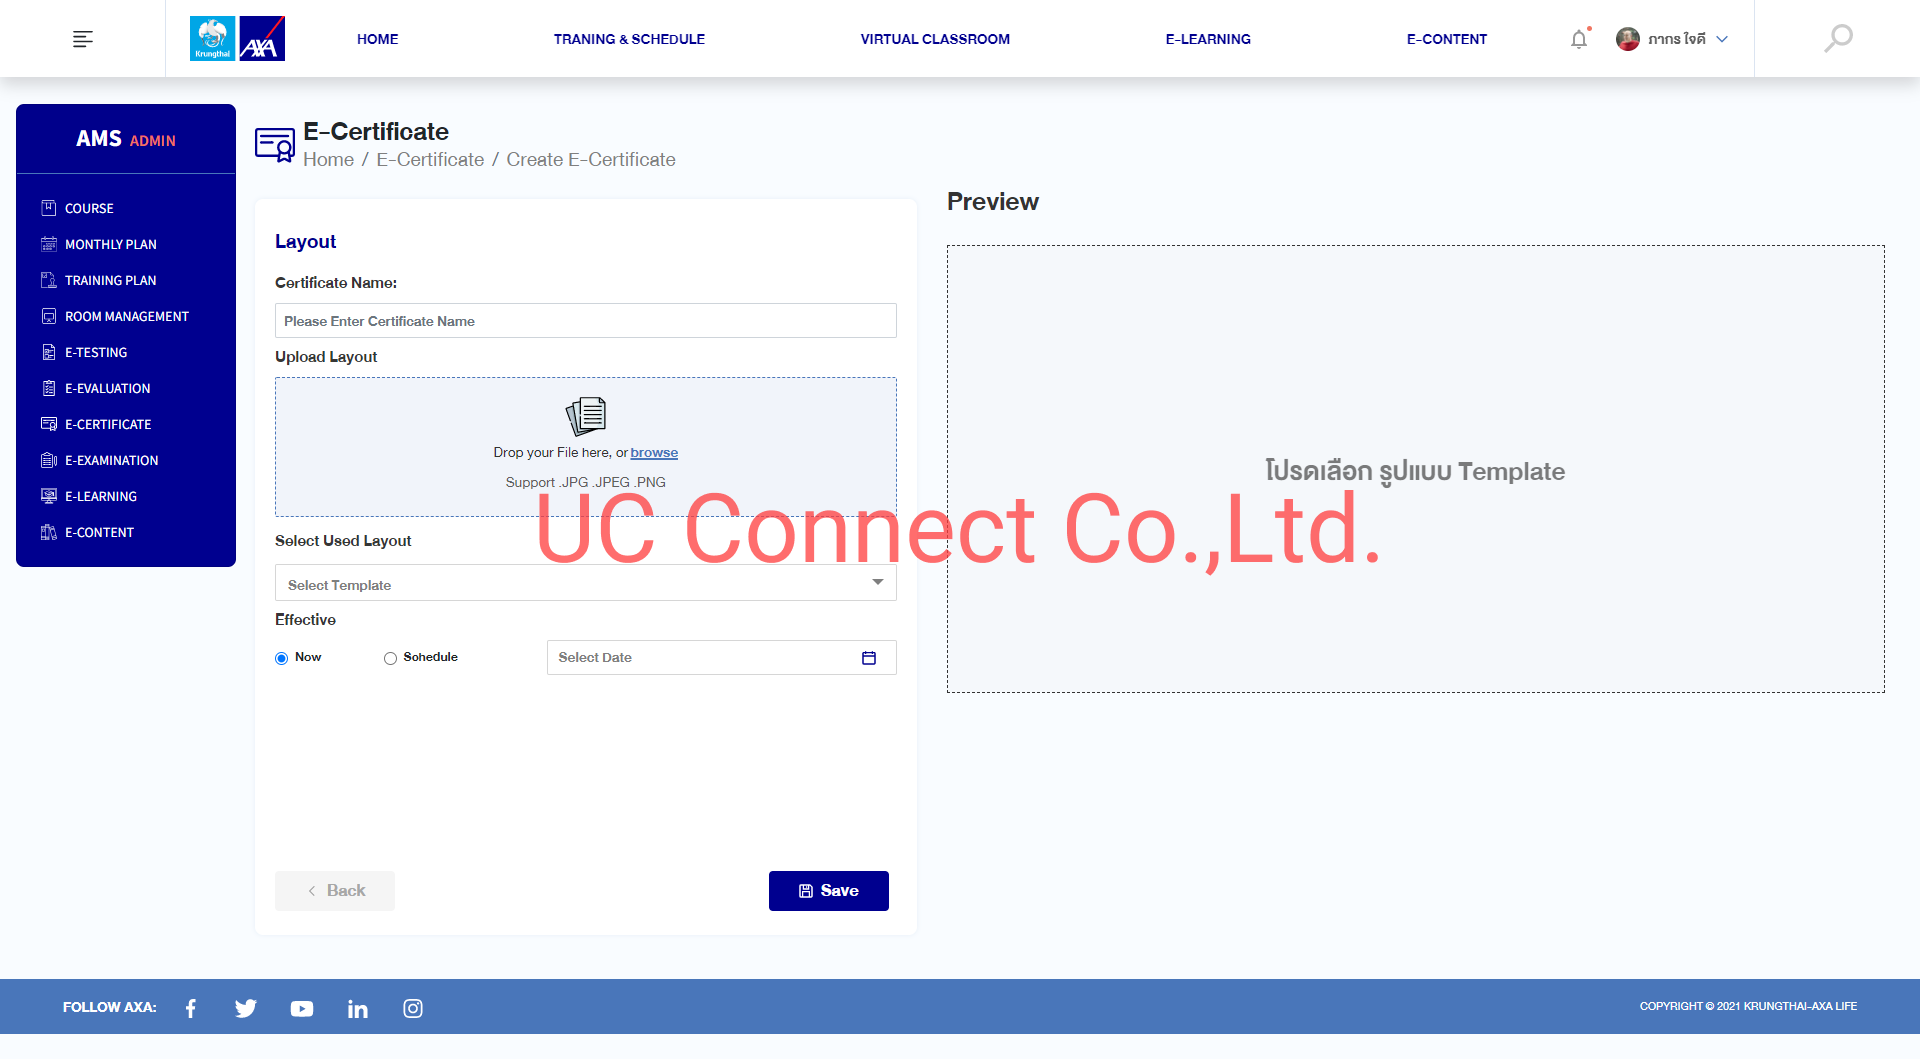 Krungthai
AXA
HOME
TRANING & SCHEDULE
VIRTUAL CLASSROOM
E-LEARNING
E-CONTENT
ภากร ใจดี
AMS ADMIN
COURSE
MONTHLY PLAN
TRAINING PLAN
ROOM MANAGEMENT
E-TESTING
E-EVALUATION
E-CERTIFICATE
E-EXAMINATION
E-LEARNING
E-CONTENT
E-Certificate
Home / E-Certificate / Create E-Certificate
Layout
Certificate Name:
Please Enter Certificate Name
Upload Layout
Drop your File here, or browse
Support .JPG .JPEG .PNG
Select Used Layout
Select Template
Effective
Now
Schedule
Select Date
Back
Save
Preview
โปรดเลือก รูปแบบ Template
UC Connect Co.,Ltd.
FOLLOW AXA:
COPYRIGHT © 2021 KRUNGTHAI-AXA LIFE